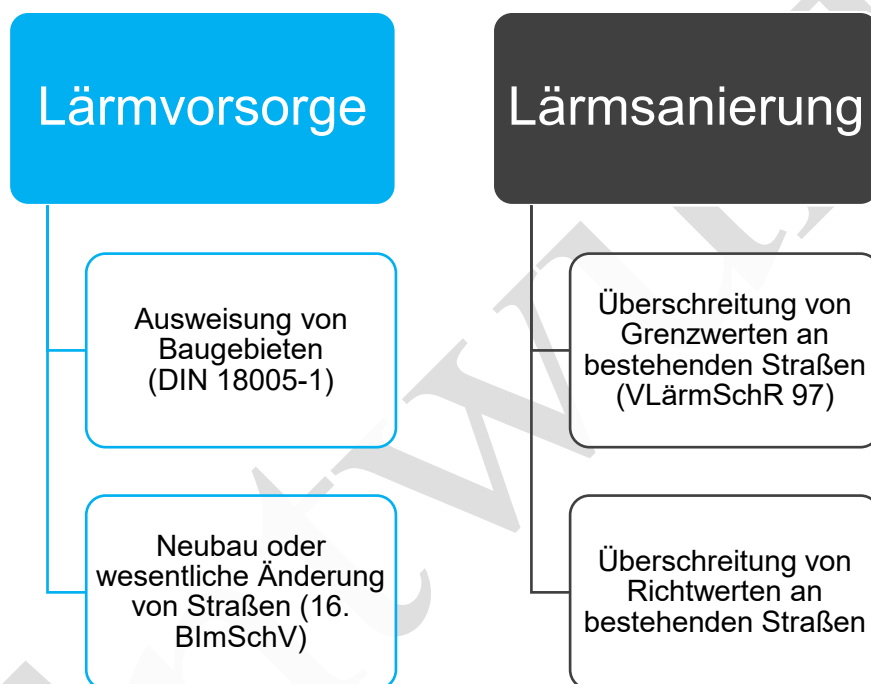 Lärmvorsorge
Ausweisung von
Baugebieten
(DIN 18005-1)
Neubau oder
wesentliche Änderung
von Straßen (16.
BImSchV)
Lärmsanierung
Überschreitung von
Grenzwerten an
bestehenden Straßen
(VLärmSchR 97)
Überschreitung von
Richtwerten an
bestehenden Straßen